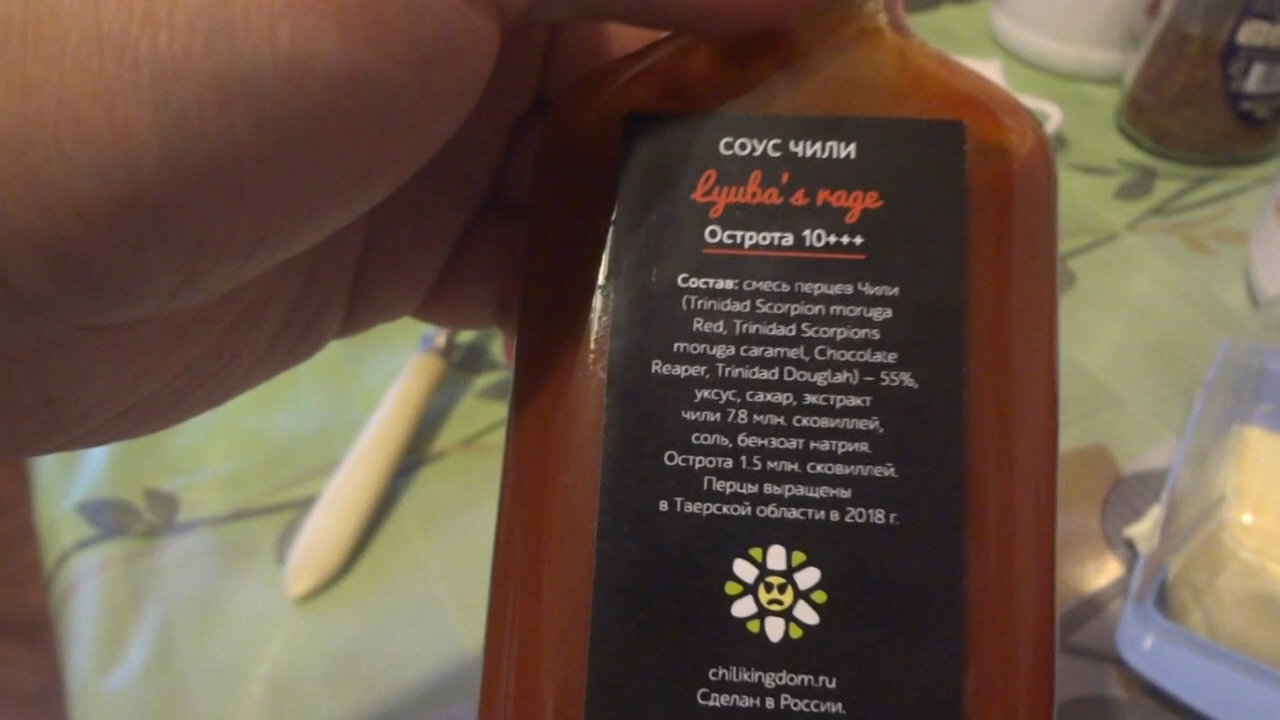 СОУС ЧИЛИ
Lyuba's rage
Острота 10+++
Состав: смесь перцев Чили
(Trinidad Scorpion moruga
Red, Trinidad Scorpions
moruga caramel, Chocolate
Reaper, Trinidad Douglah) – 55%,
уксус, сахар, экстракт
чили 7.8 млн. сковиллей,
соль, бензоат натрия.
Острота 1.5 млн. сковиллей.
Перцы выращены
в Тверской области в 2018 г.
chilikingdom.ru
Сделан в России.